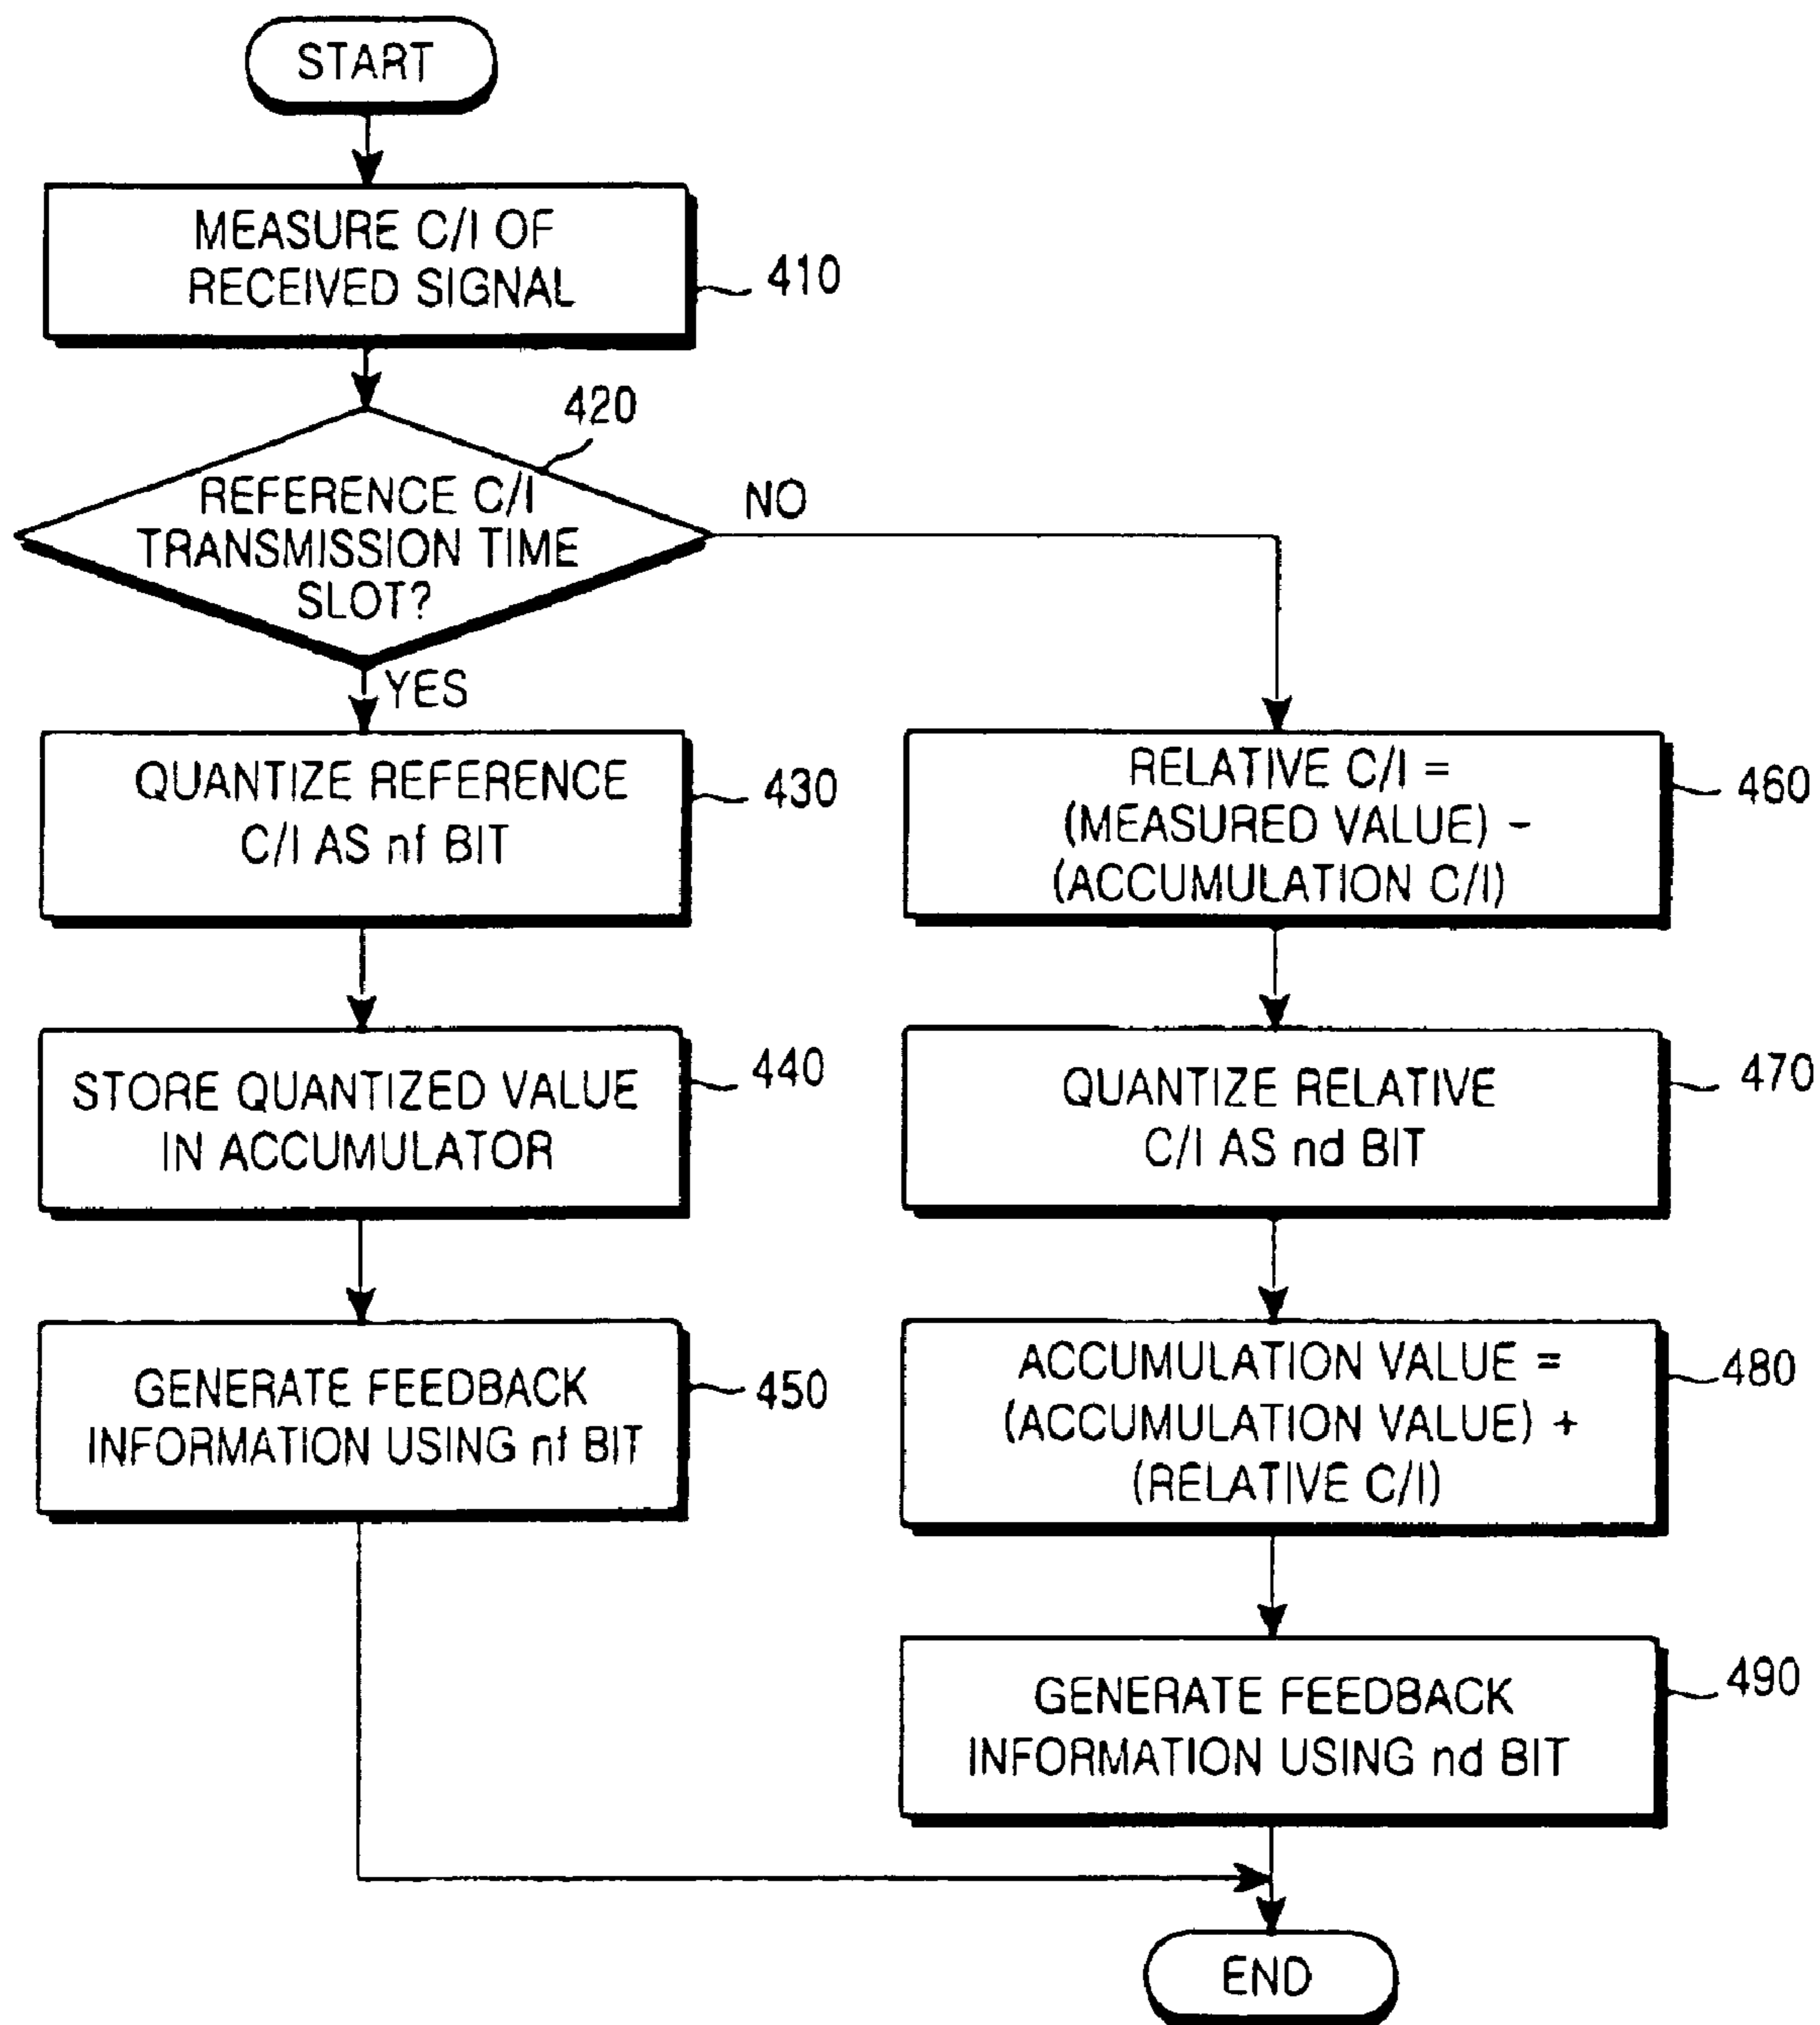 START
MEASURE C/I OF
RECEIVED SIGNAL
410
420
REFERENCE C/I
TRANSMISSION TIME
SLOT?
NO
YES
QUANTIZE REFERENCE
C/I AS nf BIT
430
STORE QUANTIZED VALUE
IN ACCUMULATOR
440
GENERATE FEEDBACK
INFORMATION USING nf BIT
450
RELATIVE C/I =
(MEASURED VALUE) -
(ACCUMULATION C/I)
460
QUANTIZE RELATIVE
C/I AS nd BIT
470
ACCUMULATION VALUE =
(ACCUMULATION VALUE) +
(RELATIVE C/I)
480
GENERATE FEEDBACK
INFORMATION USING nd BIT
490
END